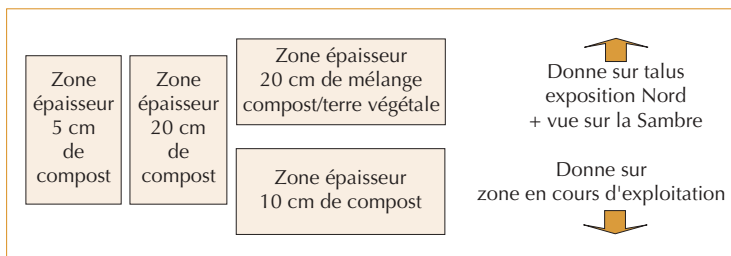 Zone
épaisseur
5 cm
de
compost
Zone
épaisseur
20 cm
de
compost
Zone épaisseur
20 cm de mélange
compost/terre végétale
Zone épaisseur
10 cm de compost
Donne sur talus
exposition Nord
+ vue sur la Sambre
Donne sur
zone en cours d'exploitation